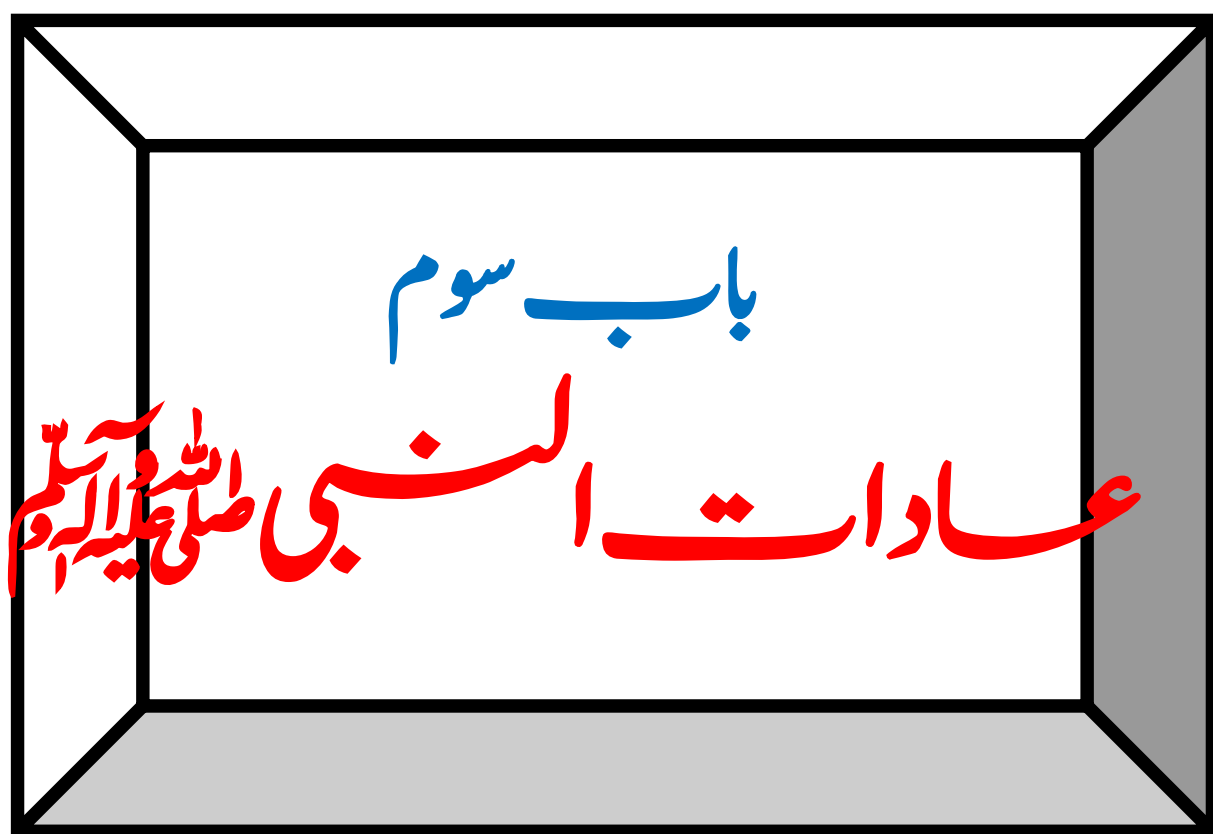 باب سوم
عادات النبی صلی اللہ علیہ وآلہ وسلم